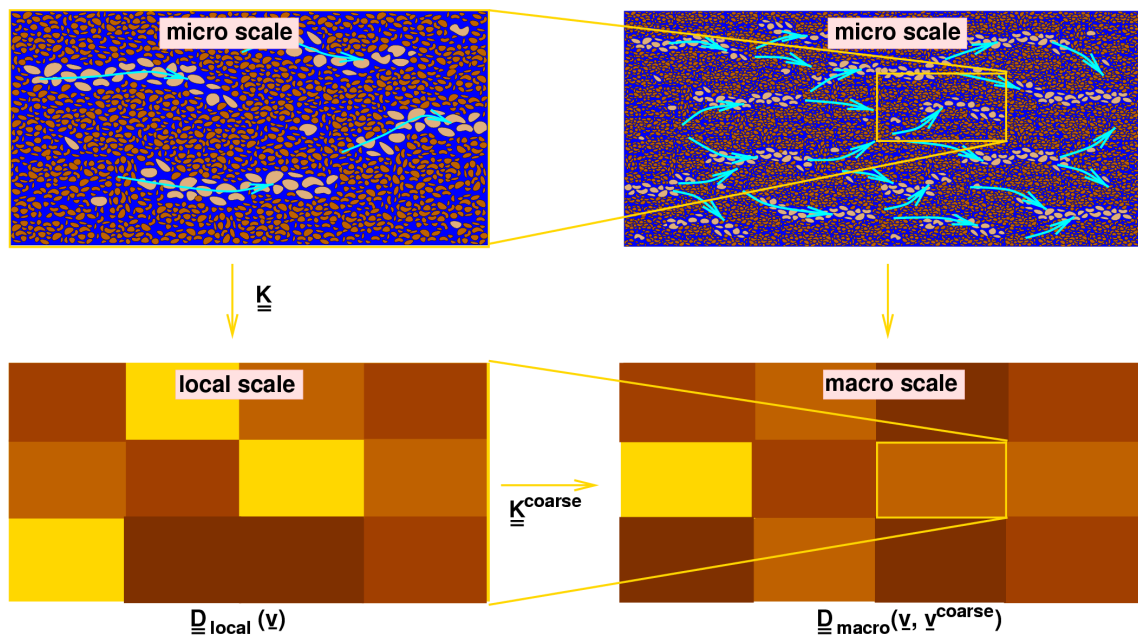 micro scale
micro scale
K
local scale
macro scale
K^coarse
D_local (v)
D_macro(v, v^coarse)